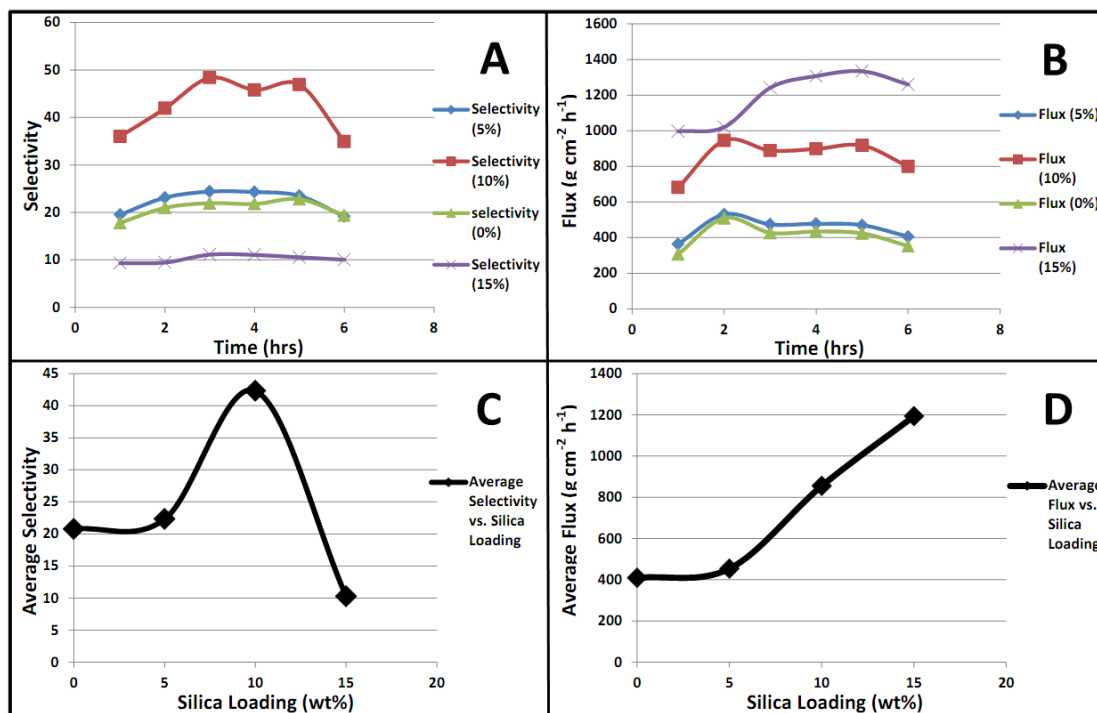 A
60
50
40
30
20
10
0
Selectivity
0 2 4 6 8
Time (hrs)
Selectivity
(5%)
Selectivity
(10%)
selectivity
(0%)
Selectivity
(15%)
B
1600
1400
1200
1000
800
600
400
200
0
Flux (g cm⁻² h⁻¹)
0 2 4 6 8
Time (hrs)
Flux (5%)
Flux
(10%)
Flux (0%)
Flux
(15%)
C
45
40
35
30
25
20
15
10
5
0
Average Selectivity
0 5 10 15 20
Silica Loading (wt%)
Average
Selectivity
vs. Silica
Loading
D
1400
1200
1000
800
600
400
200
0
Average Flux (g cm⁻² h⁻¹)
0 5 10 15 20
Silica Loading (wt%)
Average
Flux vs.
Silica
Loading